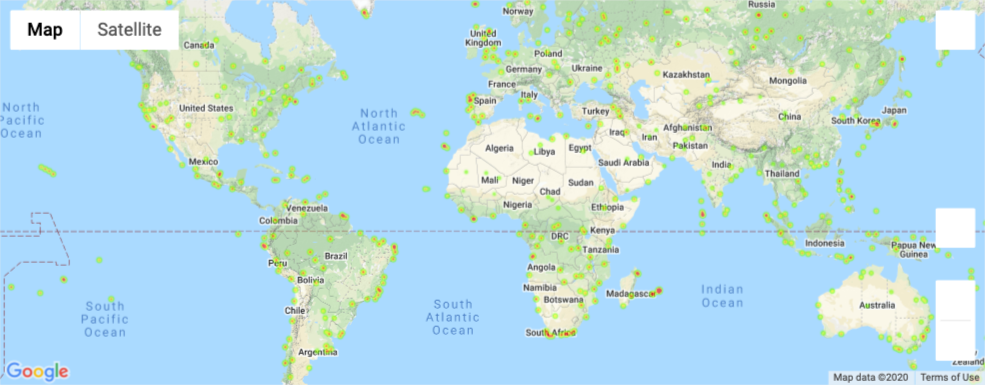 Map Satellite
Russia
Norway
Canada
United
Kingdom
Poland
Germany
Ukraine
Kazakhstan
Mongolia
France
Italy
Spain
United States
North
Pacific
Ocean
North
Atlantic
Ocean
Turkey
China
Japan
South Korea
Afghanistan
Iraq
Iran
Pakistan
Algeria
Libya
Egypt
Saudi Arabia
India
Mexico
Thailand
Mali
Niger
Chad
Sudan
Nigeria
Ethiopia
Venezuela
Colombia
DRC
Kenya
Tanzania
Indonesia
Papua New
Guinea
Peru
Brazil
Bolivia
Angola
Namibia
Botswana
Madagascar
Indian
Ocean
South
Pacific
Ocean
South
Atlantic
Ocean
Chile
Australia
South Africa
Argentina
Zealand
Google
Map data ©2020
Terms of Use